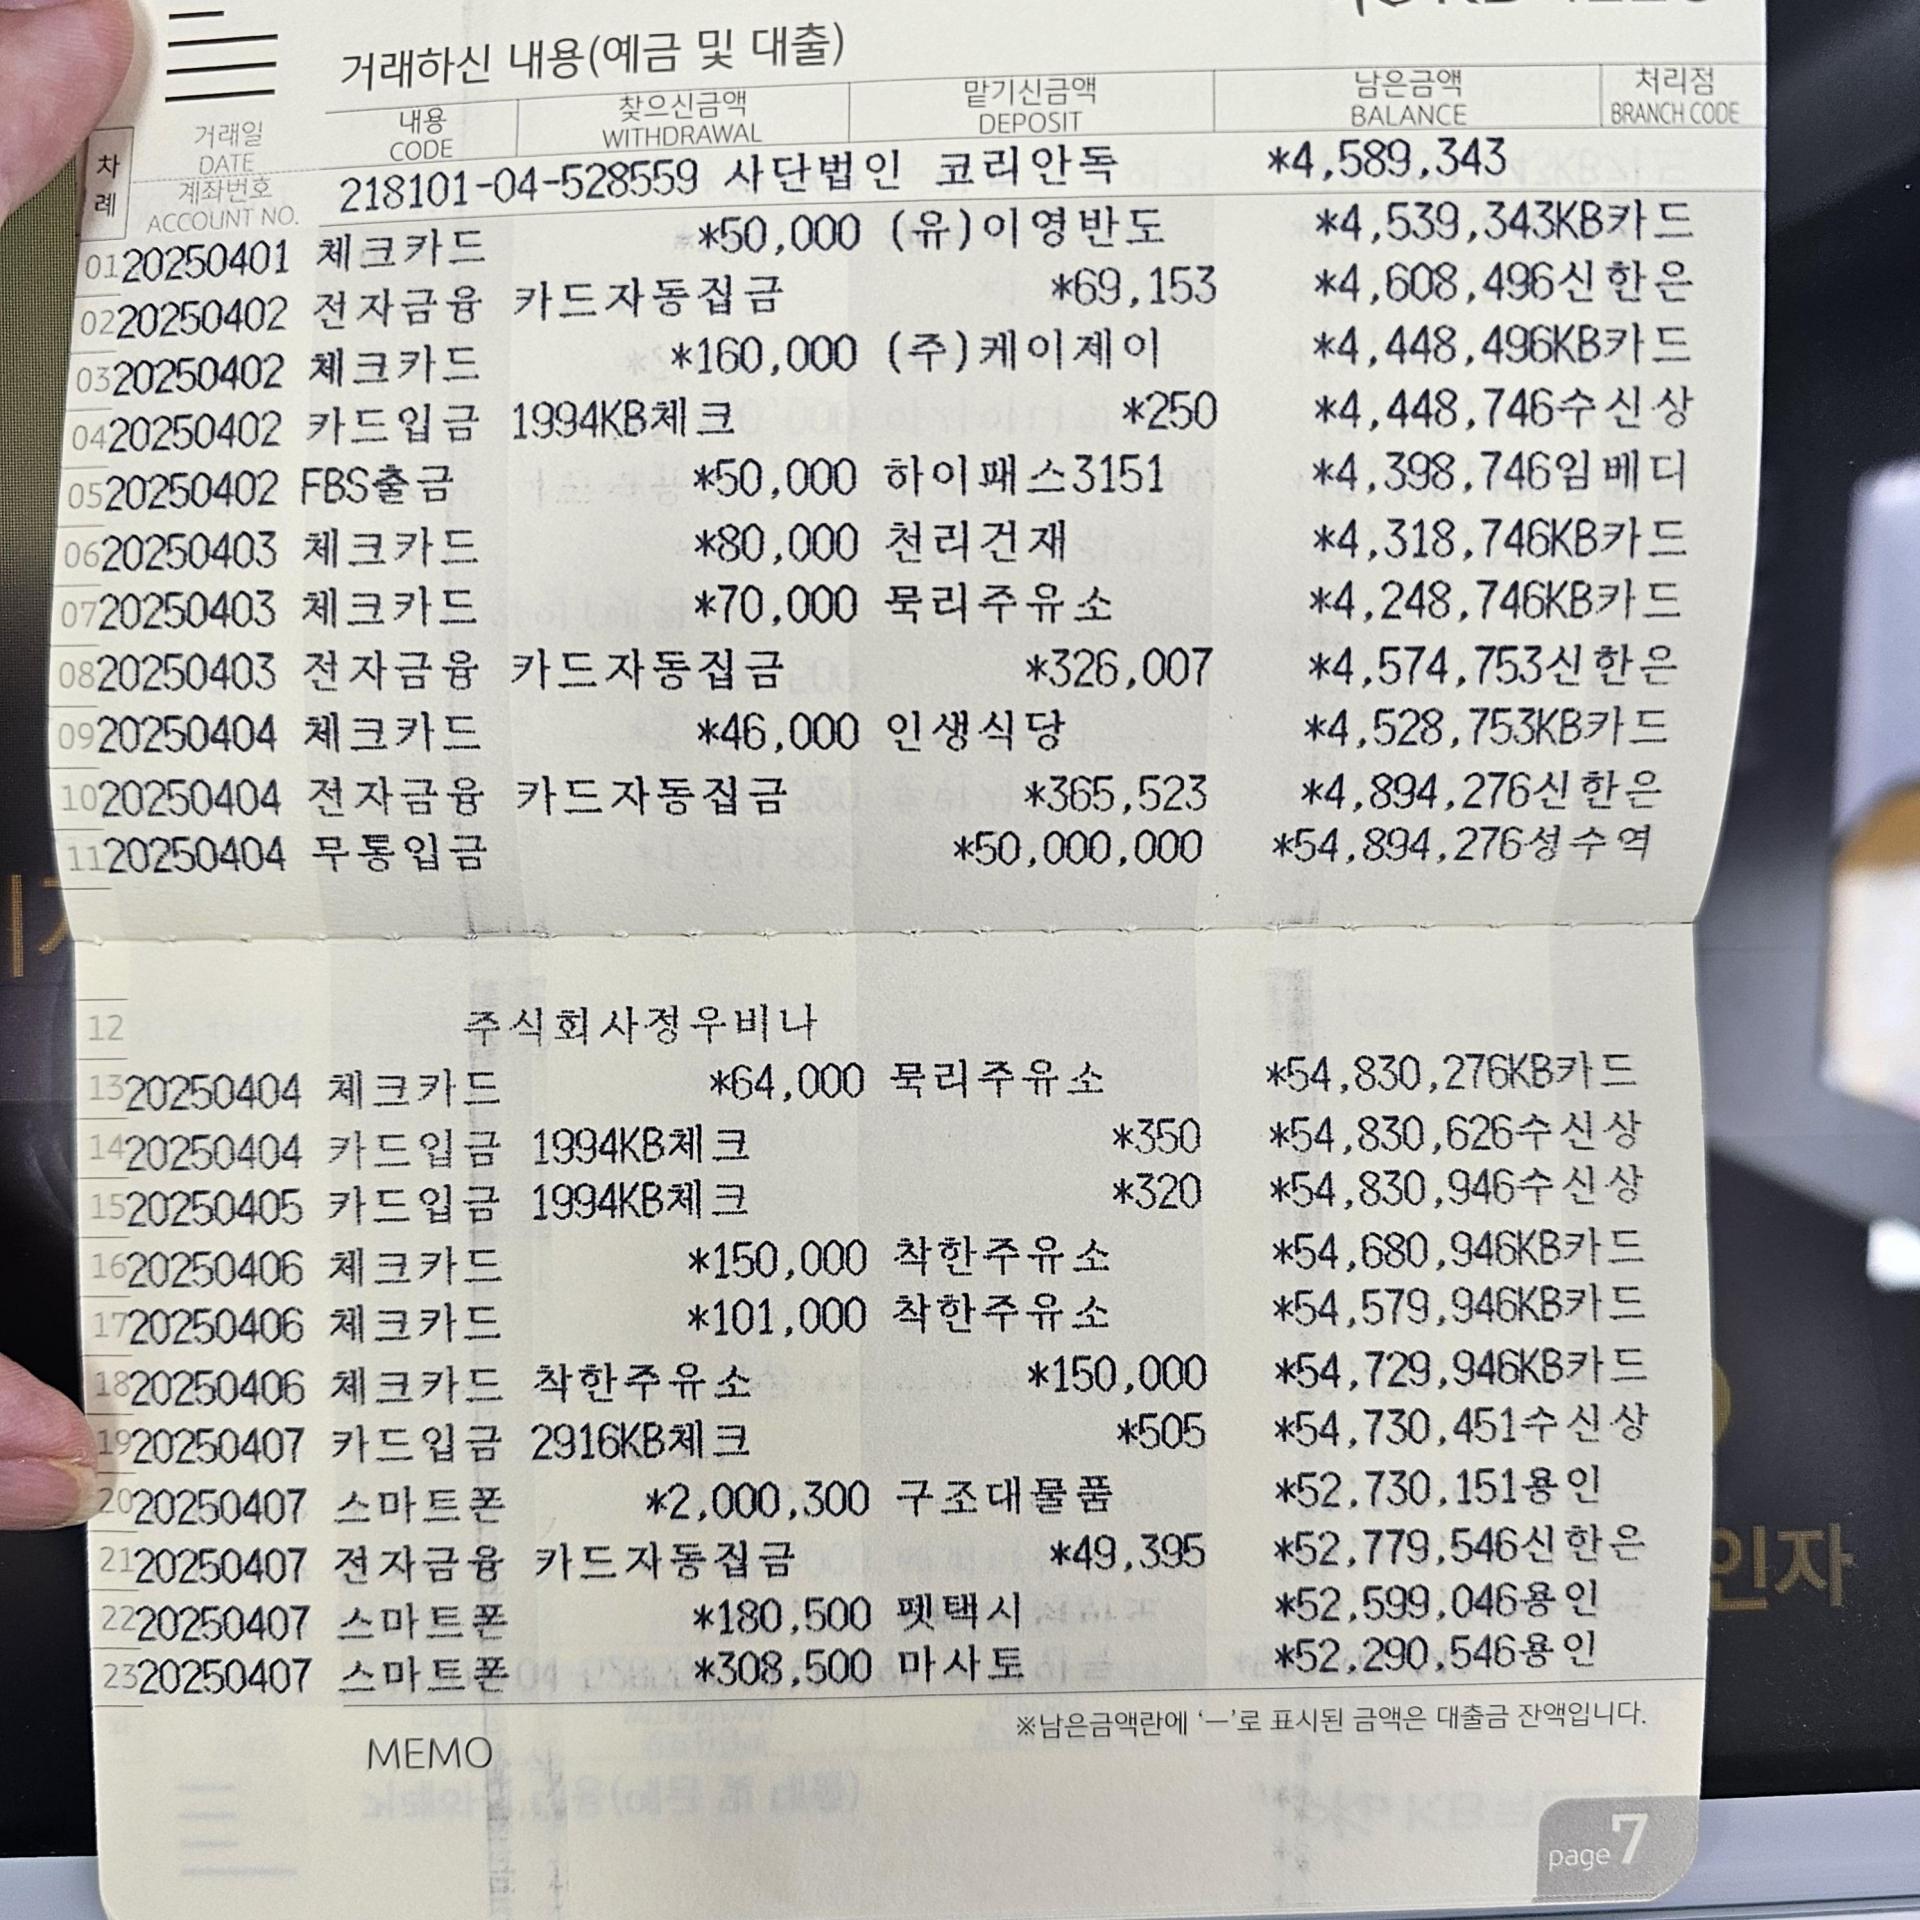 거래하신 내용(예금 및 대출)
차례
거래일 DATE 내용 CODE 찾으신금액 WITHDRAWAL 맡기신금액 DEPOSIT 남은금액 BALANCE 처리점 BRANCH CODE
계좌번호 ACCOUNT NO. 218101-04-528559 사단법인 코리안독 *4,589,343
01 20250401 체크카드 *50,000 (유)이영반도 *4,539,343KB카드
02 20250402 전자금융 카드자동집금 *69,153 *4,608,496신한은
03 20250402 체크카드 *160,000 (주)케이제이 *4,448,496KB카드
04 20250402 카드입금 1994KB체크 *250 *4,448,746수신상
05 20250402 FBS출금 *50,000 하이패스3151 *4,398,746임베디
06 20250403 체크카드 *80,000 천리건재 *4,318,746KB카드
07 20250403 체크카드 *70,000 묵리주유소 *4,248,746KB카드
08 20250403 전자금융 카드자동집금 *326,007 *4,574,753신한은
09 20250404 체크카드 *46,000 인생식당 *4,528,753KB카드
10 20250404 전자금융 카드자동집금 *365,523 *4,894,276신한은
11 20250404 무통입금 *50,000,000 *54,894,276성수역
12 주식회사정우비나
13 20250404 체크카드 *64,000 묵리주유소 *54,830,276KB카드
14 20250404 카드입금 1994KB체크 *350 *54,830,626수신상
15 20250405 카드입금 1994KB체크 *320 *54,830,946수신상
16 20250406 체크카드 *150,000 착한주유소 *54,680,946KB카드
17 20250406 체크카드 *101,000 착한주유소 *54,579,946KB카드
18 20250406 체크카드 착한주유소 *150,000 *54,729,946KB카드
19 20250407 카드입금 2916KB체크 *505 *54,730,451수신상
20 20250407 스마트폰 *2,000,300 구조대물품 *52,730,151용인
21 20250407 전자금융 카드자동집금 *49,395 *52,779,546신한은
22 20250407 스마트폰 *180,500 펫택시 *52,599,046용인
23 20250407 스마트폰 *308,500 마사토 *52,290,546용인
※남은금액란에 ‘—’로 표시된 금액은 대출금 잔액입니다.
MEMO
page 7
인자